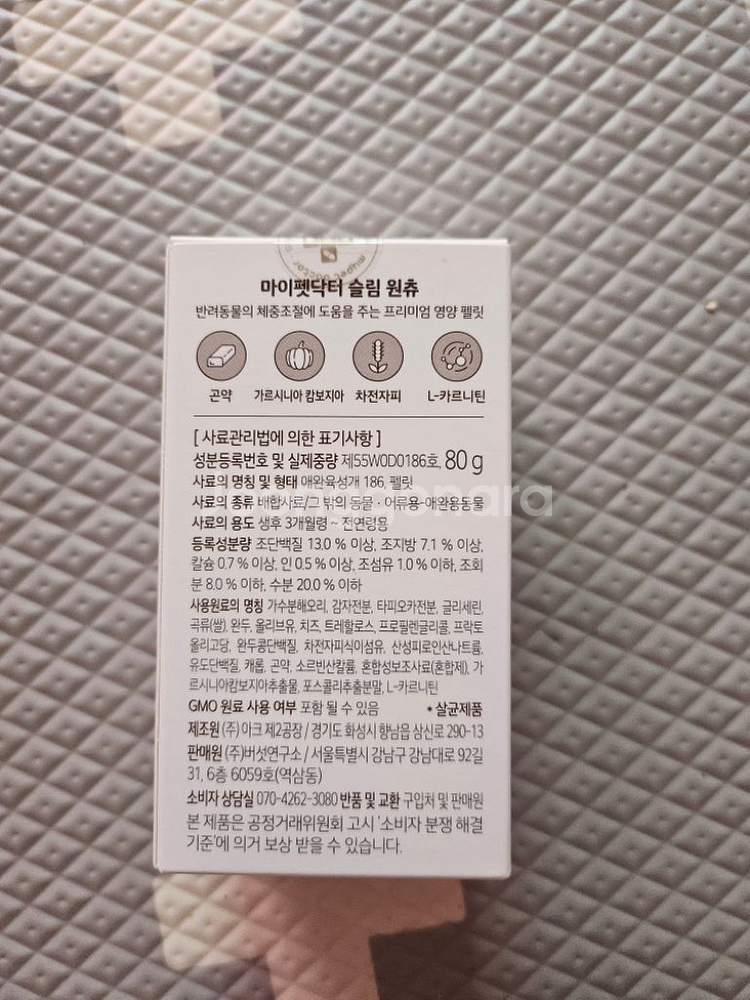 마이펫닥터 슬림 원츄
반려동물의 체중조절에 도움을 주는 프리미엄 영양 펠릿
곤약 가르시니아 캄보지아 차전자피 L-카르니틴
[ 사료관리법에 의한 표기사항 ]
성분등록번호 및 실제중량 제55W0D0186호, 80 g
사료의 명칭 및 형태 애완육성개 186, 펠릿
사료의 종류 배합사료/그 밖의 동물·어류용-애완용동물
사료의 용도 생후 3개월령 ~ 전연령용
등록성분량 조단백질 13.0 % 이상, 조지방 7.1 % 이상,
칼슘 0.7 % 이상, 인 0.5 % 이상, 조섬유 1.0 % 이하, 조회
분 8.0 % 이하, 수분 20.0 % 이하
사용원료의 명칭 가수분해오리, 감자전분, 타피오카전분, 글리세린,
곡류(쌀), 완두, 올리브유, 치즈, 트레할로스, 프로필렌글리콜, 프락토
올리고당, 완두콩단백질, 차전자피식이섬유, 산성피로인산나트륨,
유도단백질, 캐롭, 곤약, 소르빈산칼륨, 혼합성보조사료(혼합제), 가
르시니아캄보지아추출물, 포스콜리추출분말, L-카르니틴
GMO 원료 사용 여부 포함 될 수 있음 •살균제품
제조원 (주)아크 제2공장 / 경기도 화성시 향남읍 상신로 290-13
판매원 (주)버섯연구소 / 서울특별시 강남구 강남대로 92길
31, 6층 6059호(역삼동)
소비자 상담실 070-4262-3080 반품 및 교환 구입처 및 판매원
본 제품은 공정거래위원회 고시 '소비자 분쟁 해결
기준'에 의거 보상 받을 수 있습니다.